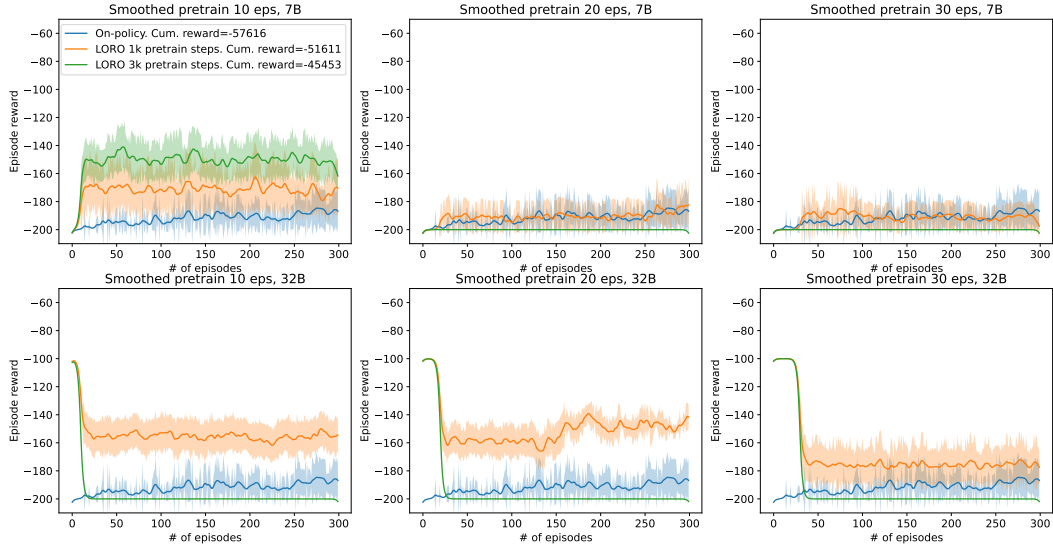 Smoothed pretrain 10 eps, 7B
Smoothed pretrain 20 eps, 7B
Smoothed pretrain 30 eps, 7B
On-policy. Cum. reward=-57616
LORO 1k pretrain steps. Cum. reward=-51611
LORO 3k pretrain steps. Cum. reward=-45453
Episode reward
−60
−80
−100
−120
−140
−160
−180
−200
0 50 100 150 200 250 300
# of episodes
Episode reward
−60
−80
−100
−120
−140
−160
−180
−200
0 50 100 150 200 250 300
# of episodes
Episode reward
−60
−80
−100
−120
−140
−160
−180
−200
0 50 100 150 200 250 300
# of episodes
Smoothed pretrain 10 eps, 32B
Smoothed pretrain 20 eps, 32B
Smoothed pretrain 30 eps, 32B
Episode reward
−60
−80
−100
−120
−140
−160
−180
−200
0 50 100 150 200 250 300
# of episodes
Episode reward
−60
−80
−100
−120
−140
−160
−180
−200
0 50 100 150 200 250 300
# of episodes
Episode reward
−60
−80
−100
−120
−140
−160
−180
−200
0 50 100 150 200 250 300
# of episodes